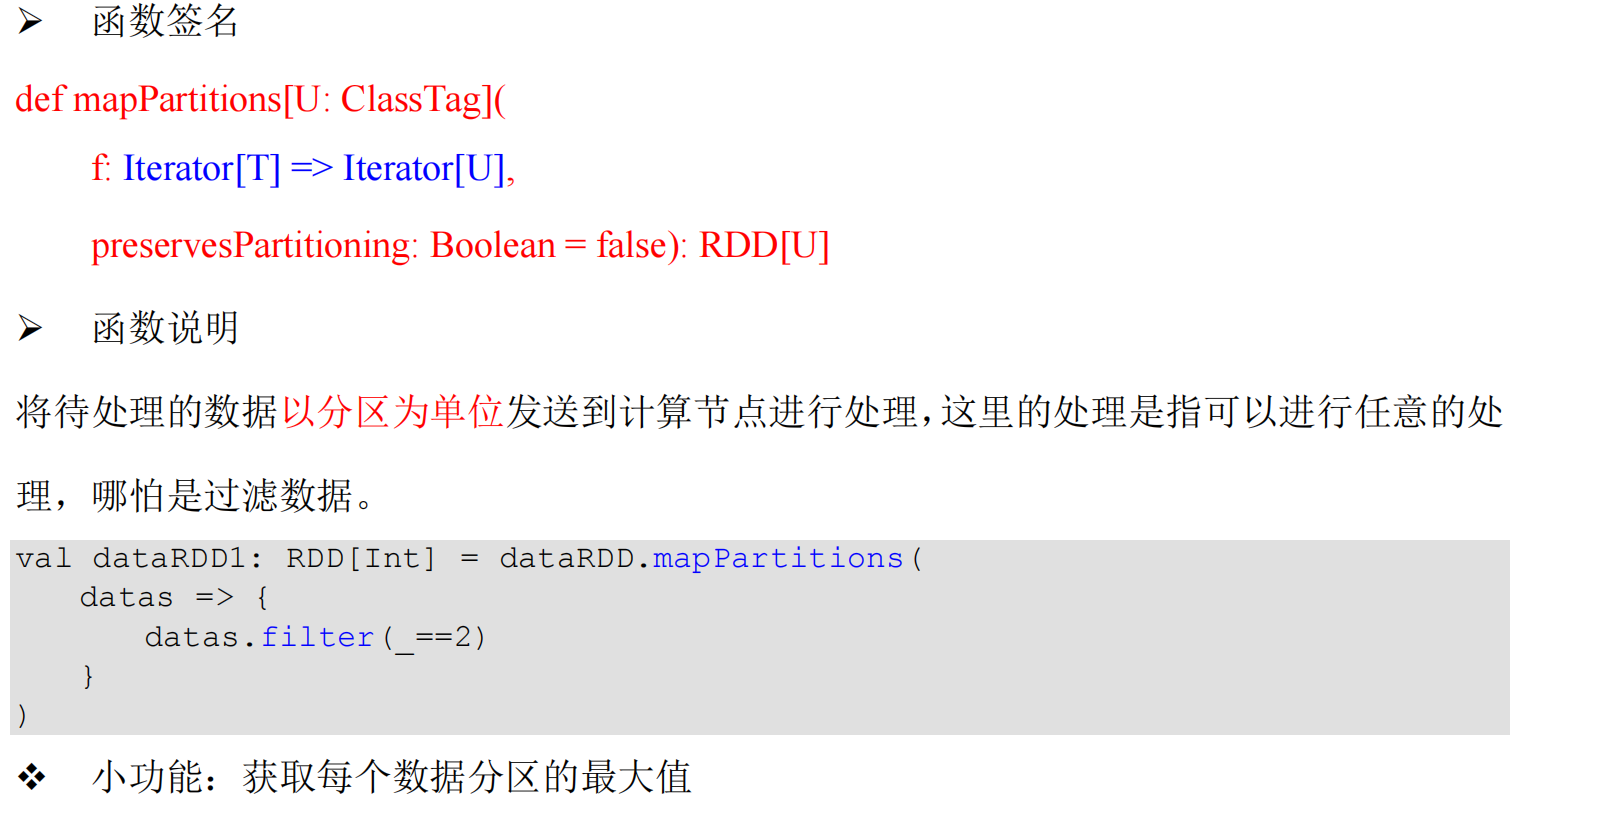 ➢ 函数签名
def mapPartitions[U: ClassTag](
f: Iterator[T] => Iterator[U],
preservesPartitioning: Boolean = false): RDD[U]
➢ 函数说明
将待处理的数据以分区为单位发送到计算节点进行处理，这里的处理是指可以进行任意的处
理，哪怕是过滤数据。
val dataRDD1: RDD[Int] = dataRDD.mapPartitions(
datas => {
datas.filter(_==2)
}
)
❖ 小功能：获取每个数据分区的最大值